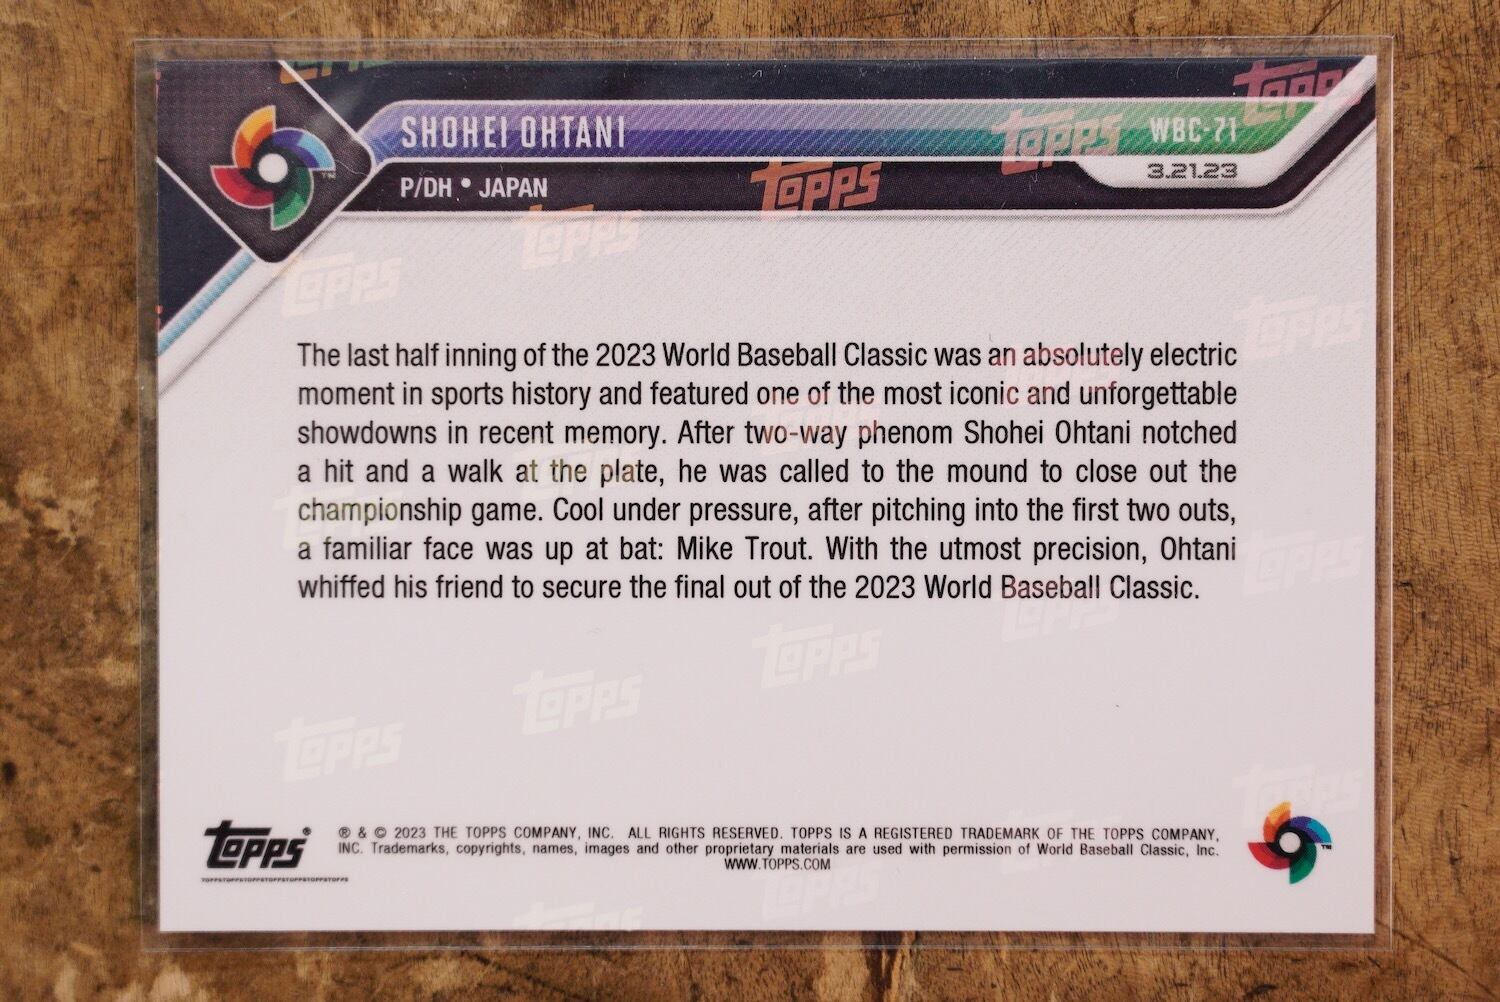 SHOHEI OHTANI
WBC-71
P/DH • JAPAN
3.21.23
The last half inning of the 2023 World Baseball Classic was an absolutely electric
moment in sports history and featured one of the most iconic and unforgettable
showdowns in recent memory. After two-way phenom Shohei Ohtani notched
a hit and a walk at the plate, he was called to the mound to close out the
championship game. Cool under pressure, after pitching into the first two outs,
a familiar face was up at bat: Mike Trout. With the utmost precision, Ohtani
whiffed his friend to secure the final out of the 2023 World Baseball Classic.
Topps®
TOPPSTOPPSTOPPSTOPPSTOPPSTOPPSTOPPS
® & © 2023 THE TOPPS COMPANY, INC. ALL RIGHTS RESERVED. TOPPS IS A REGISTERED TRADEMARK OF THE TOPPS COMPANY,
INC. Trademarks, copyrights, names, images and other proprietary materials are used with permission of World Baseball Classic, Inc.
WWW.TOPPS.COM